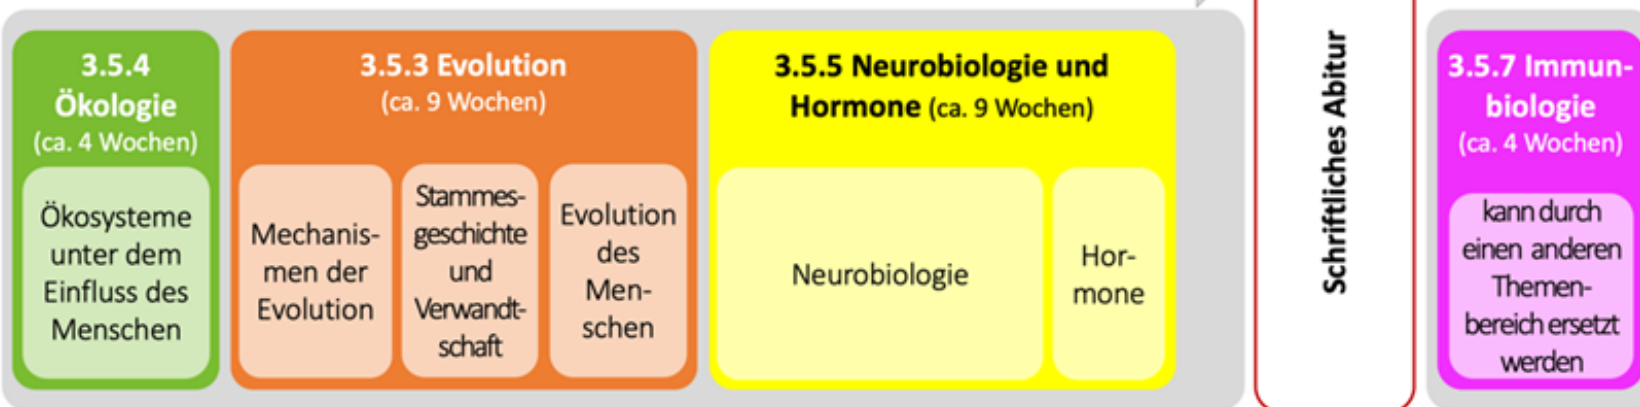 3.5.4
Ökologie
(ca. 4 Wochen)
Ökosysteme
unter dem
Einfluss des
Menschen
3.5.3 Evolution
(ca. 9 Wochen)
Mechanis-
men der
Evolution
Stammes-
geschichte
und
Verwandt-
schaft
Evolution
des
Men-
schen
3.5.5 Neurobiologie und
Hormone (ca. 9 Wochen)
Neurobiologie
Hor-
mone
Schriftliches Abitur
3.5.7 Immun-
biologie
(ca. 4 Wochen)
kann durch
einen anderen
Themen-
bereich ersetzt
werden